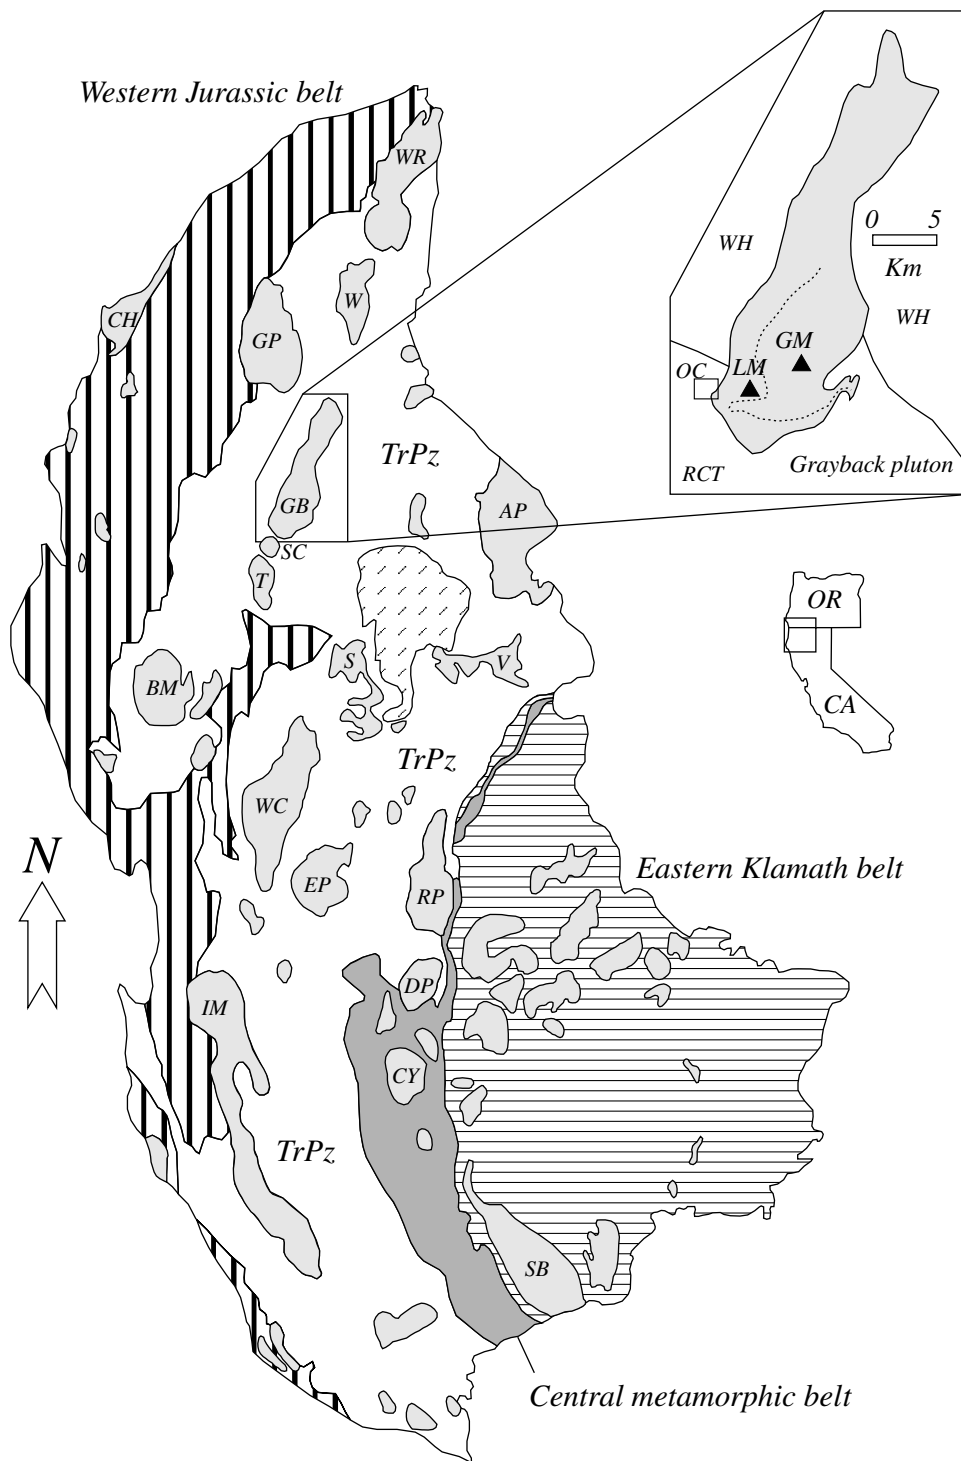 Western Jurassic belt
WR
WH
0 5
Km
WH
CH
GP
W
GM
LM
OC
RCT
Grayback pluton
TrPz
GB
AP
SC
T
OR
CA
BM
S
V
TrPz
WC
N
EP
RP
Eastern Klamath belt
IM
DP
CY
TrPz
SB
Central metamorphic belt